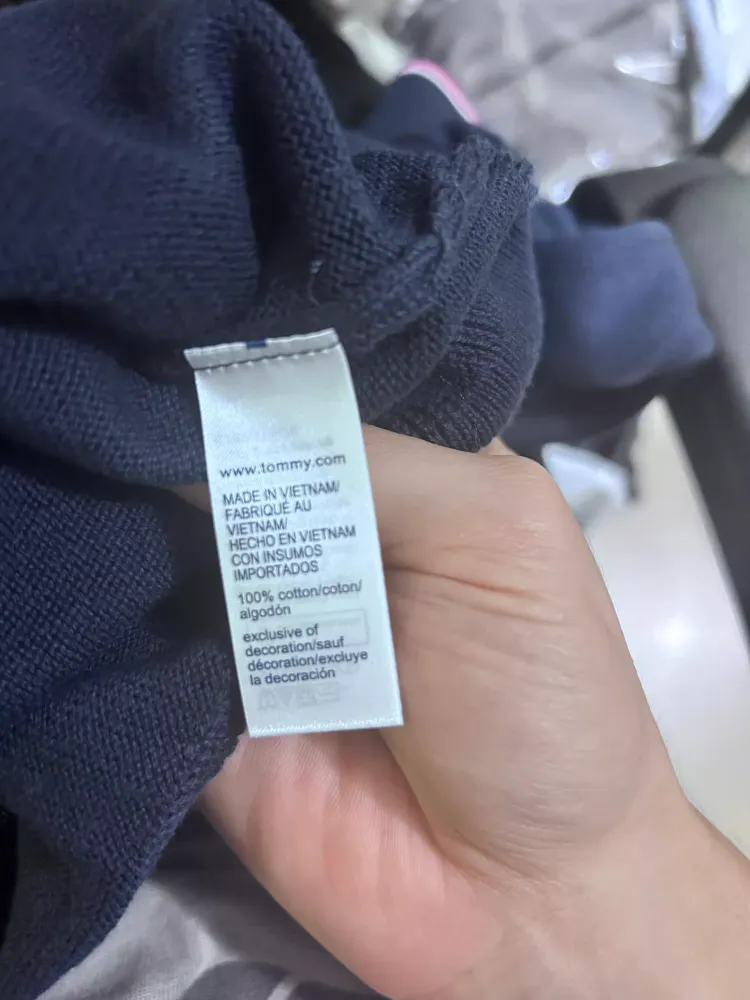 www.tommy.com
MADE IN VIETNAM/
FABRIQUÉ AU
VIETNAM/
HECHO EN VIETNAM
CON INSUMOS
IMPORTADOS
100% cotton/coton/
algodón
exclusive of
decoration/sauf
décoration/excluye
la decoración